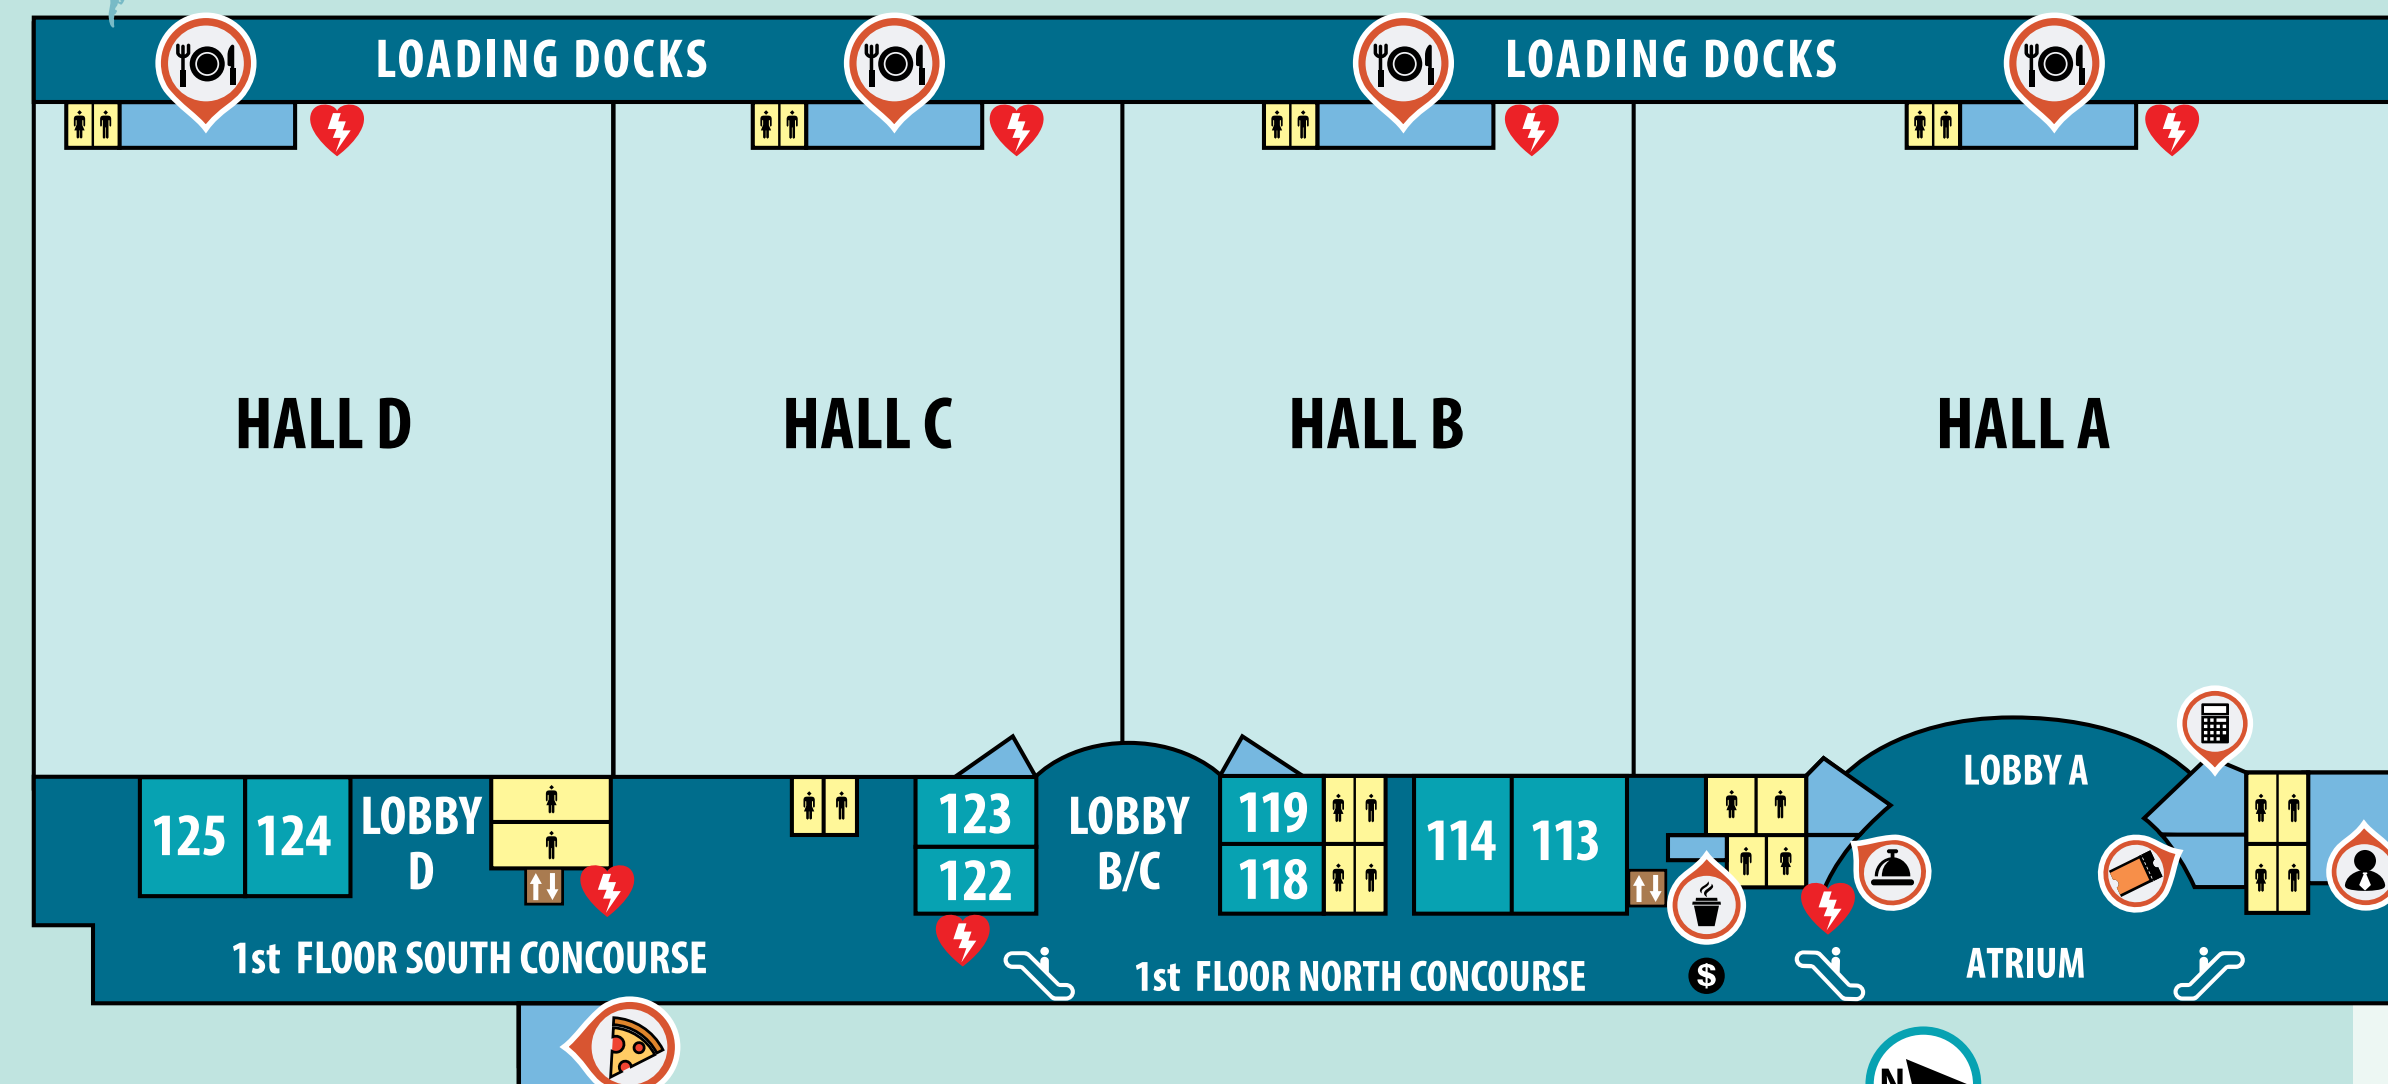 LOADING DOCKS
LOADING DOCKS
HALL D
HALL C
HALL B
HALL A
LOBBY A
125
124
LOBBY
D
123
122
LOBBY
B/C
119
118
114
113
1st FLOOR SOUTH CONCOURSE
1st FLOOR NORTH CONCOURSE
$
ATRIUM
N